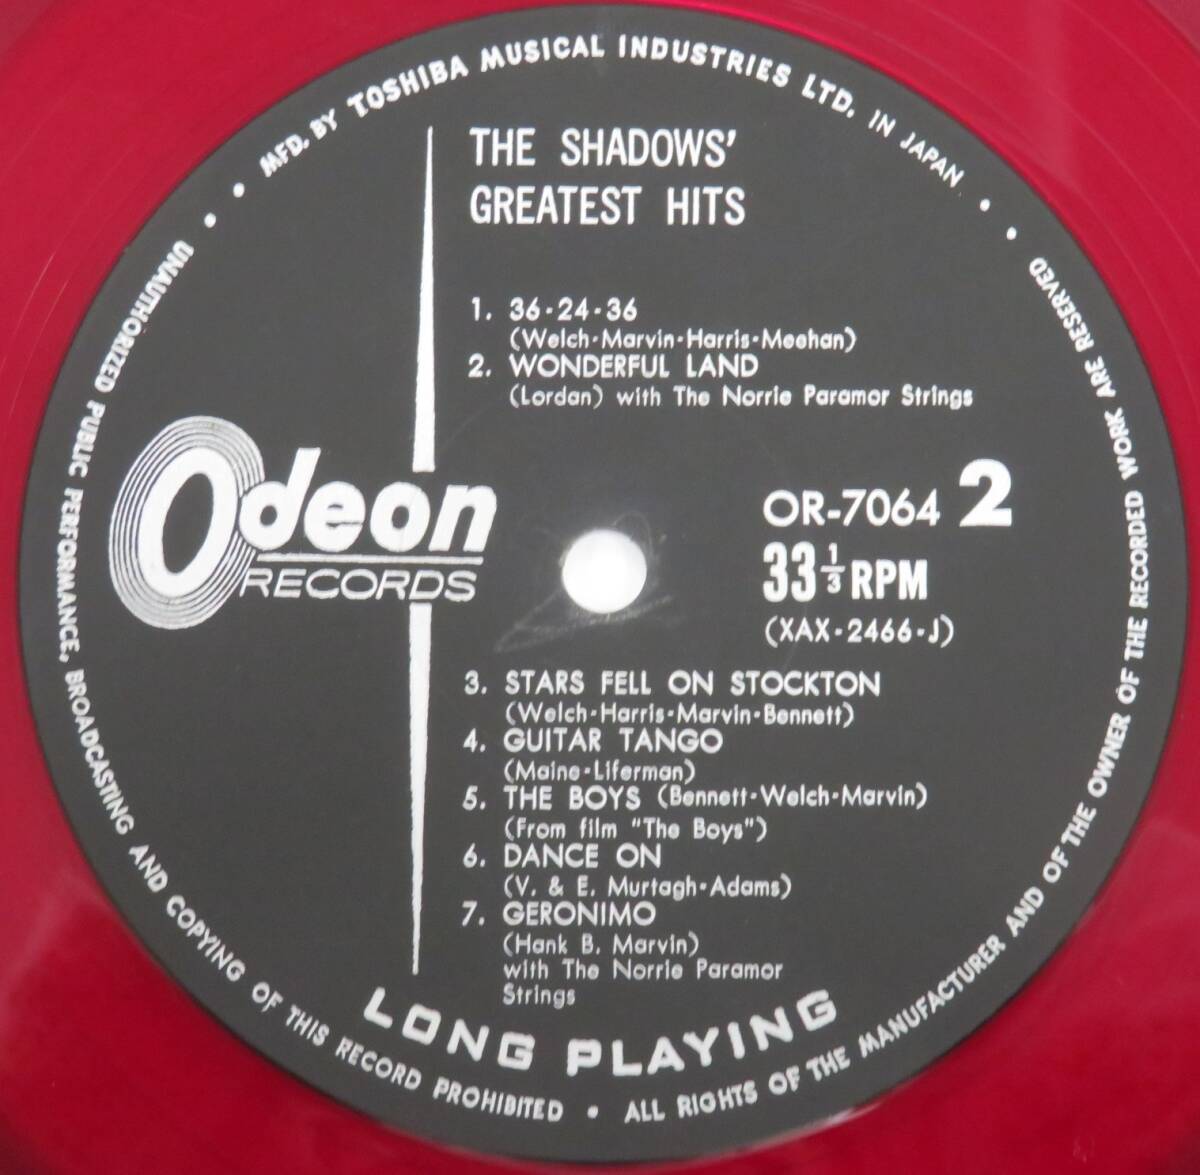 MFD. BY TOSHIBA MUSICAL INDUSTRIES LTD. IN JAPAN
THE SHADOWS'
GREATEST HITS
1. 36-24-36
(Welch-Marvin-Harris-Meehan)
2. WONDERFUL LAND
(Lordan) with The Norrie Paramor Strings
Odeon
RECORDS
OR-7064 2
33 1/3 RPM
(XAX-2466-J)
3. STARS FELL ON STOCKTON
(Welch-Harris-Marvin-Bennett)
4. GUITAR TANGO
(Maine-Liferman)
5. THE BOYS (Bennett-Welch-Marvin)
(From film "The Boys")
6. DANCE ON
(V. & E. Murtagh-Adams)
7. GERONIMO
(Hank B. Marvin)
with The Norrie Paramor
Strings
LONG PLAYING
UNAUTHORIZED PUBLIC PERFORMANCE, BROADCASTING AND COPYING OF THIS RECORD PROHIBITED • ALL RIGHTS OF THE MANUFACTURER AND OF THE OWNER OF THE RECORDED WORK ARE RESERVED